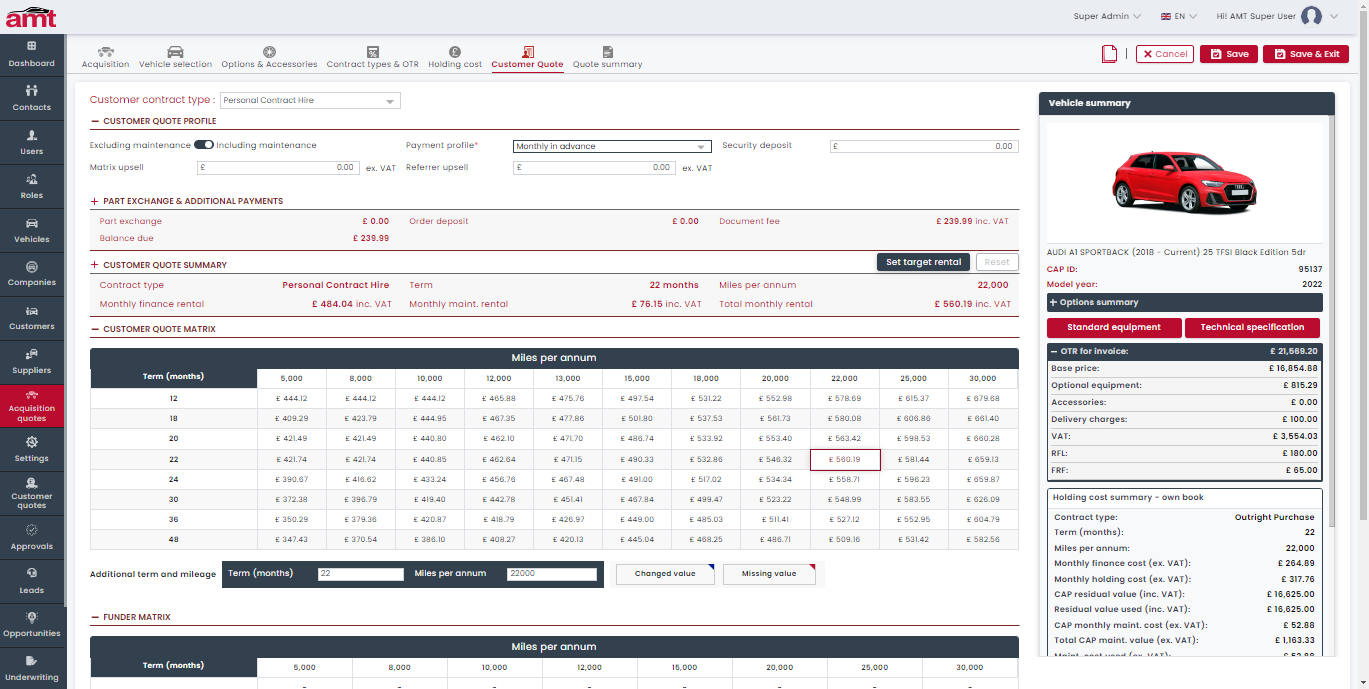 amt
Super Admin
EN
Hi! AMT Super User
Dashboard
Contacts
Users
Roles
Vehicles
Companies
Customers
Suppliers
Acquisition
quotes
Settings
Customer
quotes
Approvals
Leads
Opportunities
Underwriting
Acquisition
Vehicle selection
Options & Accessories
Contract types & OTR
Holding cost
Customer Quote
Quote summary
Cancel
Save
Save & Exit
Customer contract type : Personal Contract Hire
CUSTOMER QUOTE PROFILE
Excluding maintenance Including maintenance
Payment profile* Monthly in advance
Security deposit £ 0.00
Matrix upsell £ 0.00 ex. VAT
Referrer upsell £ 0.00 ex. VAT
+ PART EXCHANGE & ADDITIONAL PAYMENTS
Part exchange £ 0.00
Order deposit £ 0.00
Document fee £ 239.99 inc. VAT
Balance due £ 239.99
+ CUSTOMER QUOTE SUMMARY
Set target rental
Reset
Contract type Personal Contract Hire
Term 22 months
Miles per annum 22,000
Monthly finance rental £ 484.04 inc. VAT
Monthly maint. rental £ 76.15 inc. VAT
Total monthly rental £ 560.19 inc. VAT
CUSTOMER QUOTE MATRIX
Term (months) Miles per annum
5,000 8,000 10,000 12,000 13,000 15,000 18,000 20,000 22,000 25,000 30,000
12 £ 444.12 £ 444.12 £ 444.12 £ 465.88 £ 475.76 £ 497.54 £ 531.22 £ 552.98 £ 578.69 £ 615.37 £ 679.68
18 £ 409.29 £ 423.79 £ 444.95 £ 467.35 £ 477.86 £ 501.80 £ 537.53 £ 561.73 £ 580.08 £ 606.86 £ 661.40
20 £ 421.49 £ 421.49 £ 440.80 £ 462.10 £ 471.70 £ 486.74 £ 533.92 £ 553.40 £ 563.42 £ 598.53 £ 660.28
22 £ 421.74 £ 421.74 £ 440.85 £ 462.64 £ 471.15 £ 490.33 £ 532.86 £ 546.32 £ 560.19 £ 581.44 £ 659.13
24 £ 390.67 £ 416.62 £ 433.24 £ 456.76 £ 467.48 £ 491.00 £ 517.02 £ 534.34 £ 558.71 £ 596.23 £ 659.87
30 £ 372.38 £ 396.79 £ 419.40 £ 442.78 £ 451.41 £ 467.84 £ 499.47 £ 523.22 £ 548.99 £ 583.55 £ 626.09
36 £ 350.29 £ 379.36 £ 420.87 £ 418.79 £ 426.97 £ 449.00 £ 485.03 £ 511.41 £ 527.12 £ 552.95 £ 604.79
48 £ 347.43 £ 370.54 £ 386.10 £ 408.27 £ 420.13 £ 445.04 £ 468.25 £ 486.71 £ 509.16 £ 531.42 £ 582.56
Additional term and mileage Term (months) 22 Miles per annum 22000
Changed value
Missing value
FUNDER MATRIX
Term (months) Miles per annum
5,000 8,000 10,000 12,000 15,000 20,000 25,000 30,000
Vehicle summary
AUDI A1 SPORTBACK (2018 - Current) 25 TFSI Black Edition 5dr
CAP ID: 95137
Model year: 2022
+ Options summary
Standard equipment
Technical specification
OTR for invoice: £ 21,569.20
Base price: £ 16,854.88
Optional equipment: £ 815.29
Accessories: £ 0.00
Delivery charges: £ 100.00
VAT: £ 3,554.03
RFL: £ 180.00
FRF: £ 65.00
Holding cost summary - own book
Contract type: Outright Purchase
Term (months): 22
Miles per annum: 22,000
Monthly finance cost (ex. VAT): £ 264.89
Monthly holding cost (ex. VAT): £ 317.76
CAP residual value (inc. VAT): £ 16,625.00
Residual value used (inc. VAT): £ 16,625.00
CAP monthly maint. cost (ex. VAT): £ 52.88
Total CAP maint. value (ex. VAT): £ 1,163.33
Maint. cost used (ex. VAT): £ 52.88